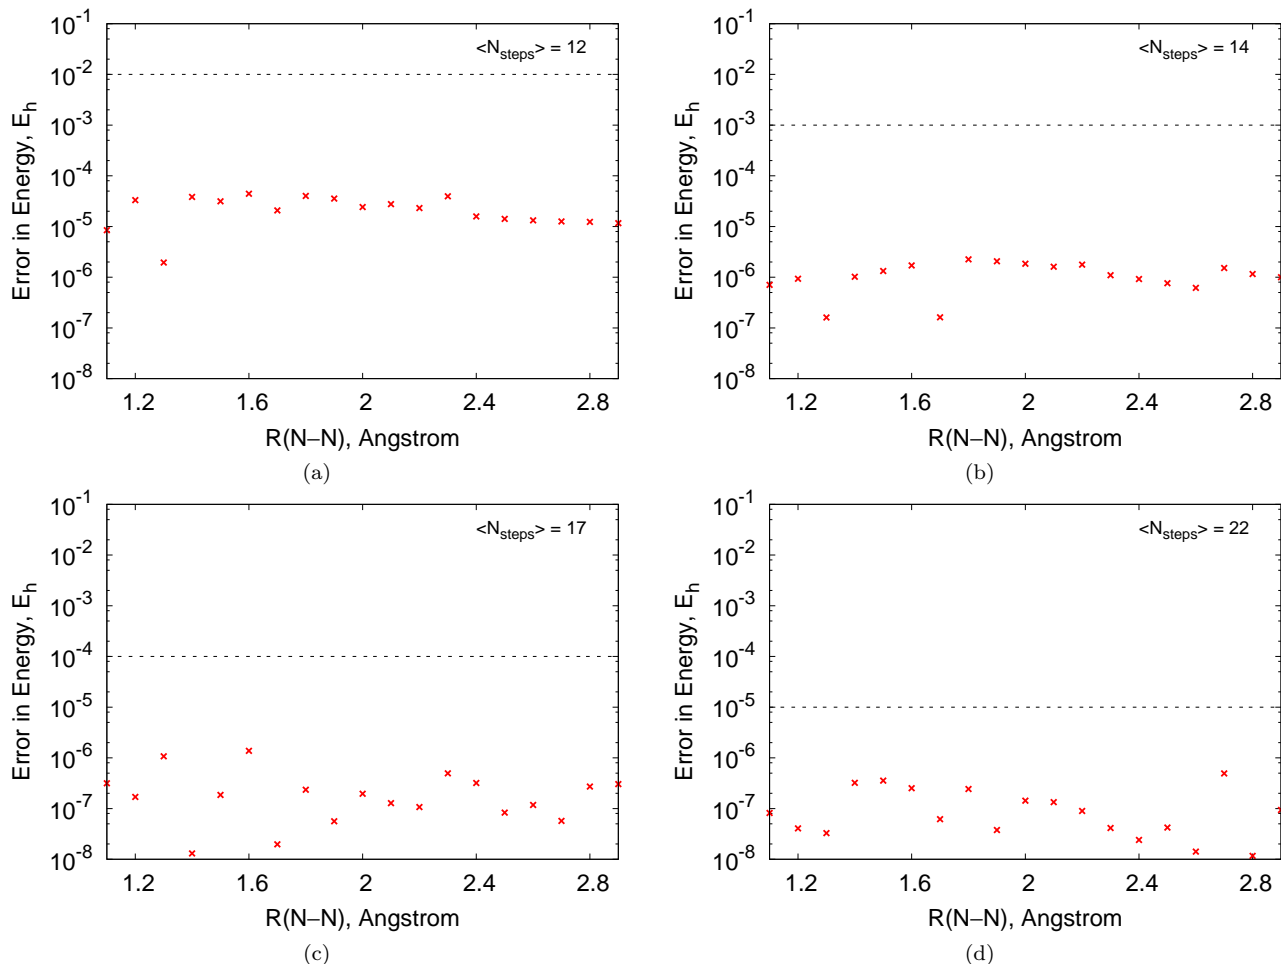 <N_steps> = 12
10^-1
10^-2
10^-3
10^-4
10^-5
10^-6
10^-7
10^-8
Error in Energy, E_h
1.2 1.6 2 2.4 2.8
R(N–N), Angstrom
(a)
<N_steps> = 14
10^-1
10^-2
10^-3
10^-4
10^-5
10^-6
10^-7
10^-8
Error in Energy, E_h
1.2 1.6 2 2.4 2.8
R(N–N), Angstrom
(b)
<N_steps> = 17
10^-1
10^-2
10^-3
10^-4
10^-5
10^-6
10^-7
10^-8
Error in Energy, E_h
1.2 1.6 2 2.4 2.8
R(N–N), Angstrom
(c)
<N_steps> = 22
10^-1
10^-2
10^-3
10^-4
10^-5
10^-6
10^-7
10^-8
Error in Energy, E_h
1.2 1.6 2 2.4 2.8
R(N–N), Angstrom
(d)